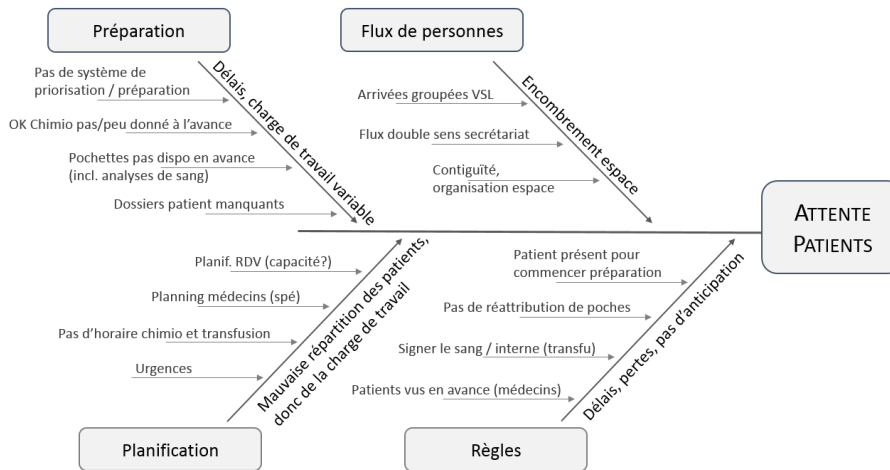 Préparation
Flux de personnes
Pas de système de
priorisation / préparation
OK Chimio pas/peu donné à l'avance
Pochettes pas dispo en avance
(incl. analyses de sang)
Dossiers patient manquants
Délais, charge de travail variable
Arrivées groupées VSL
Flux double sens secrétariat
Contiguïté,
organisation espace
Encombrement espace
ATTENTE
PATIENTS
Planif. RDV (capacité?)
Planning médecins (spé)
Pas d'horaire chimio et transfusion
Urgences
Mauvaise répartition des patients,
donc de la charge de travail
Patient présent pour
commencer préparation
Pas de réattribution de poches
Signer le sang / interne (transfu)
Patients vus en avance (médecins)
Délais, pertes, pas d'anticipation
Planification
Règles